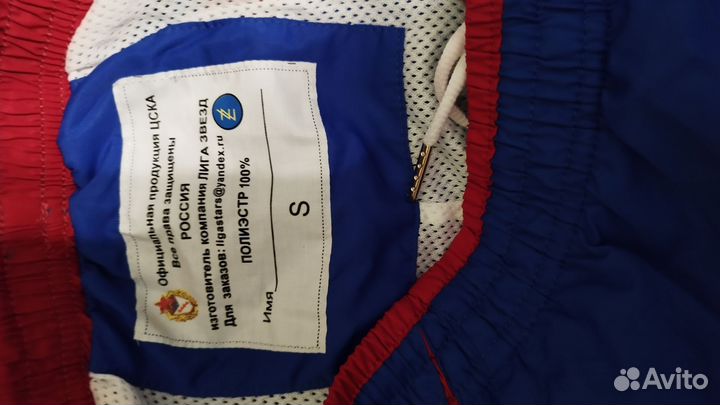 Официальная продукция ЦСКА
Все права защищены
РОССИЯ
изготовитель компания ЛИГА ЗВЕЗД
Для заказов: ligastars@yandex.ru
ПОЛИЭСТР 100%
Имя
S
Avito